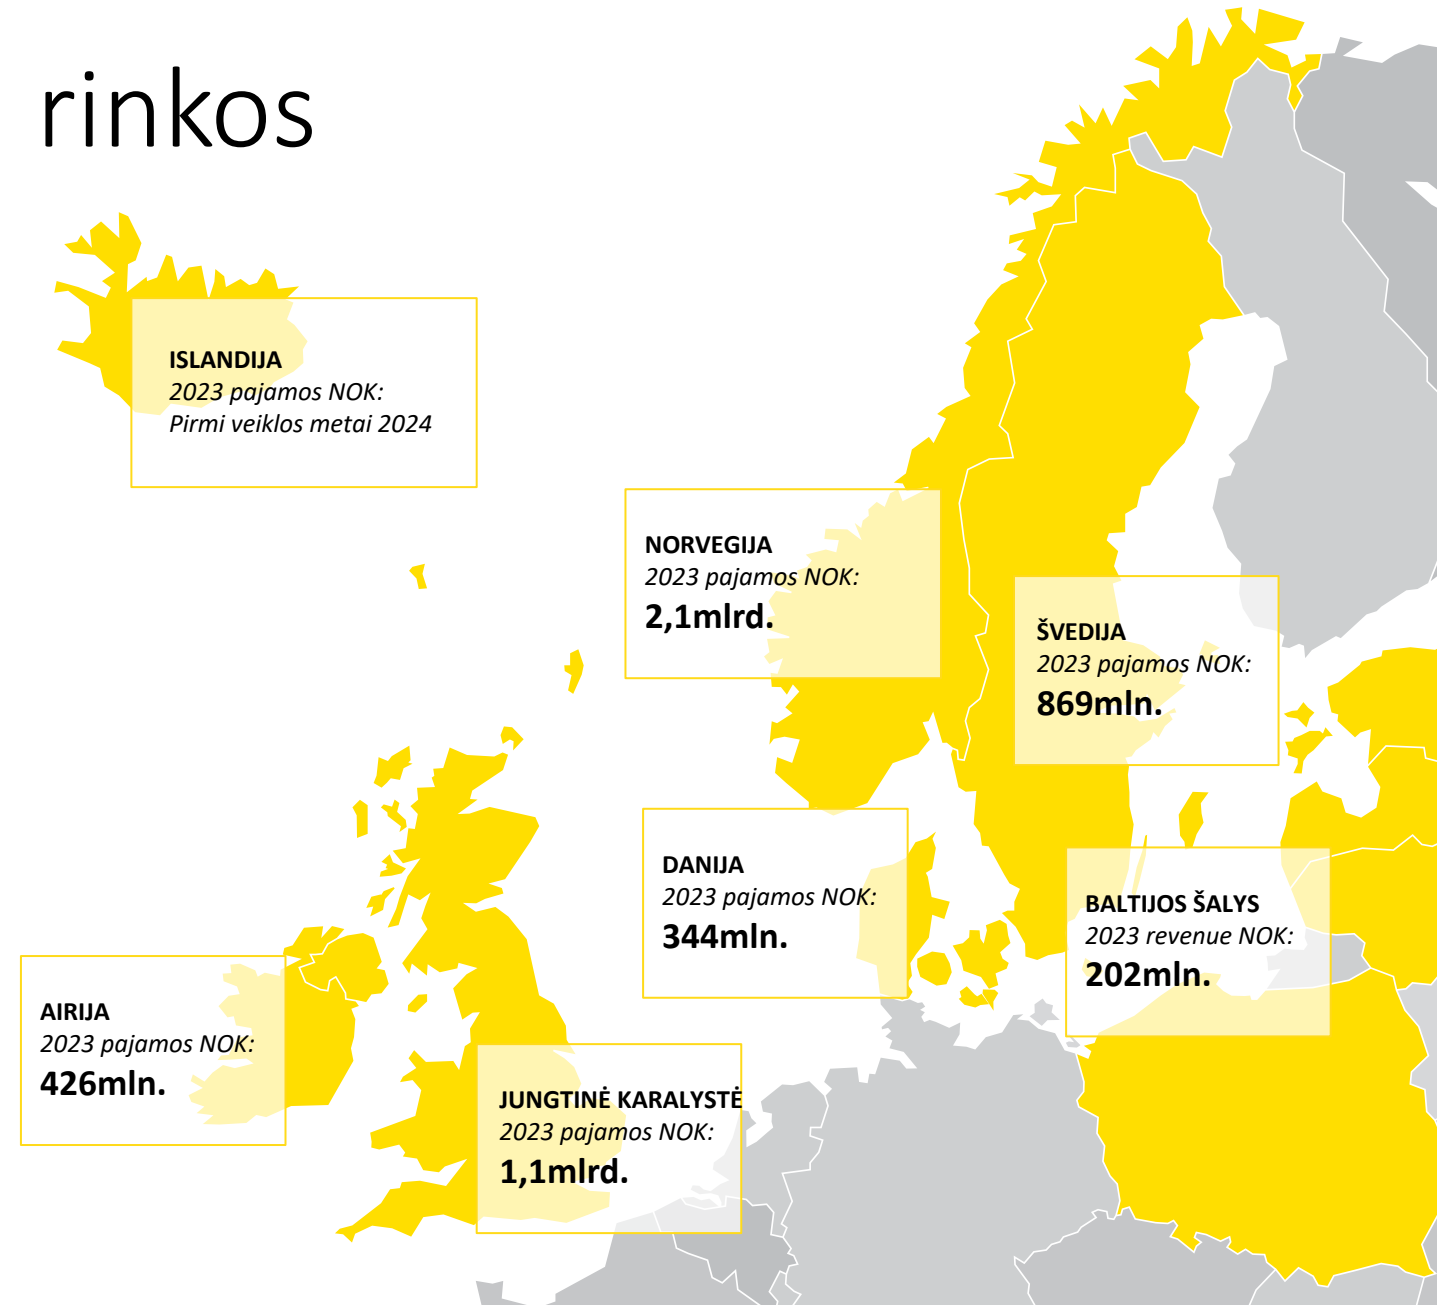 rinkos
ISLANDIJA
2023 pajamos NOK:
Pirmi veiklos metai 2024
NORVEGIJA
2023 pajamos NOK:
2,1mlrd.
ŠVEDIJA
2023 pajamos NOK:
869mln.
DANIJA
2023 pajamos NOK:
344mln.
BALTIJOS ŠALYS
2023 revenue NOK:
202mln.
AIRIJA
2023 pajamos NOK:
426mln.
JUNGTINĖ KARALYSTĖ
2023 pajamos NOK:
1,1mlrd.